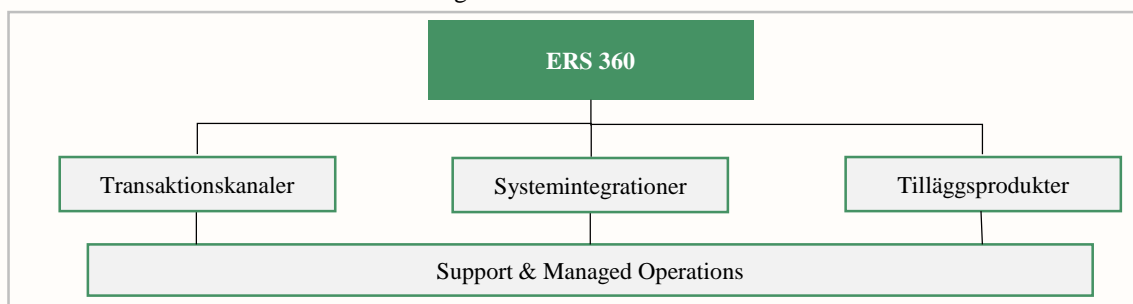 ERS 360
Transaktionskanaler
Systemintegrationer
Tilläggsprodukter
Support & Managed Operations